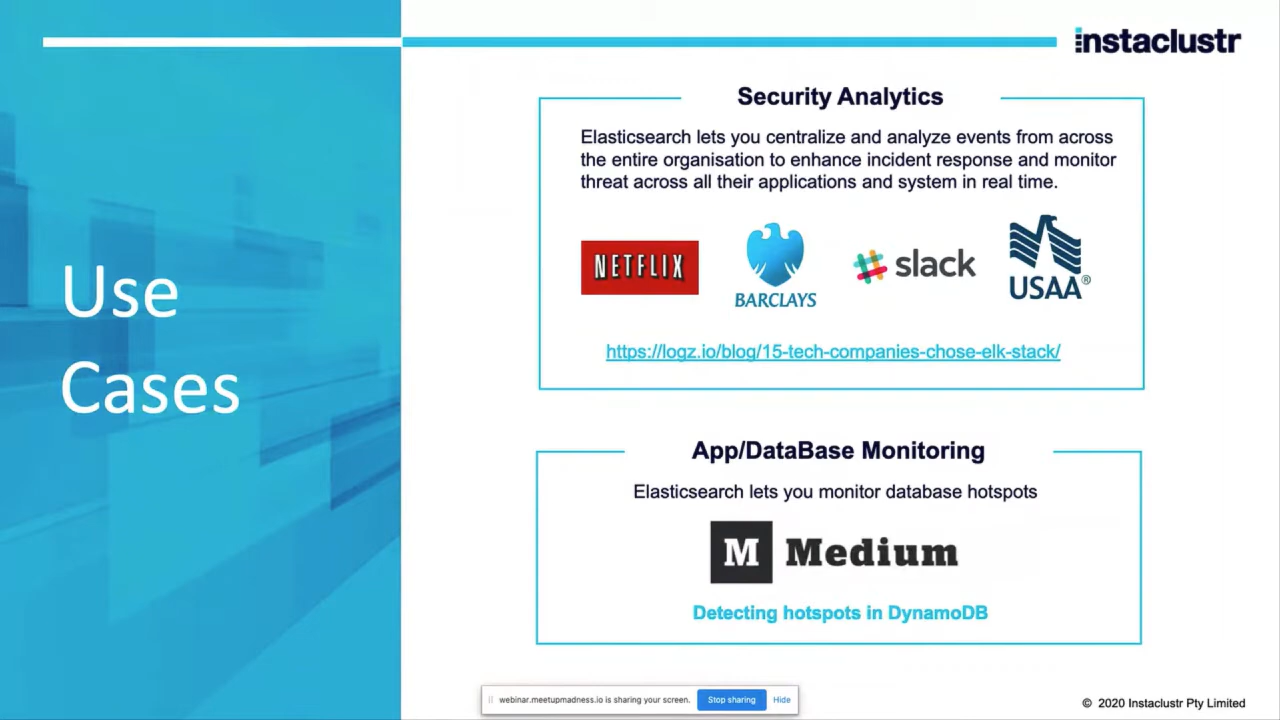 instaclustr
Use
Cases
Security Analytics
Elasticsearch lets you centralize and analyze events from across
the entire organisation to enhance incident response and monitor
threat across all their applications and system in real time.
NETFLIX
BARCLAYS
slack
USAA®
https://logz.io/blog/15-tech-companies-chose-elk-stack/
App/DataBase Monitoring
Elasticsearch lets you monitor database hotspots
M Medium
Detecting hotspots in DynamoDB
webinar.meetupmadness.io is sharing your screen. Stop sharing Hide
© 2020 Instaclustr Pty Limited